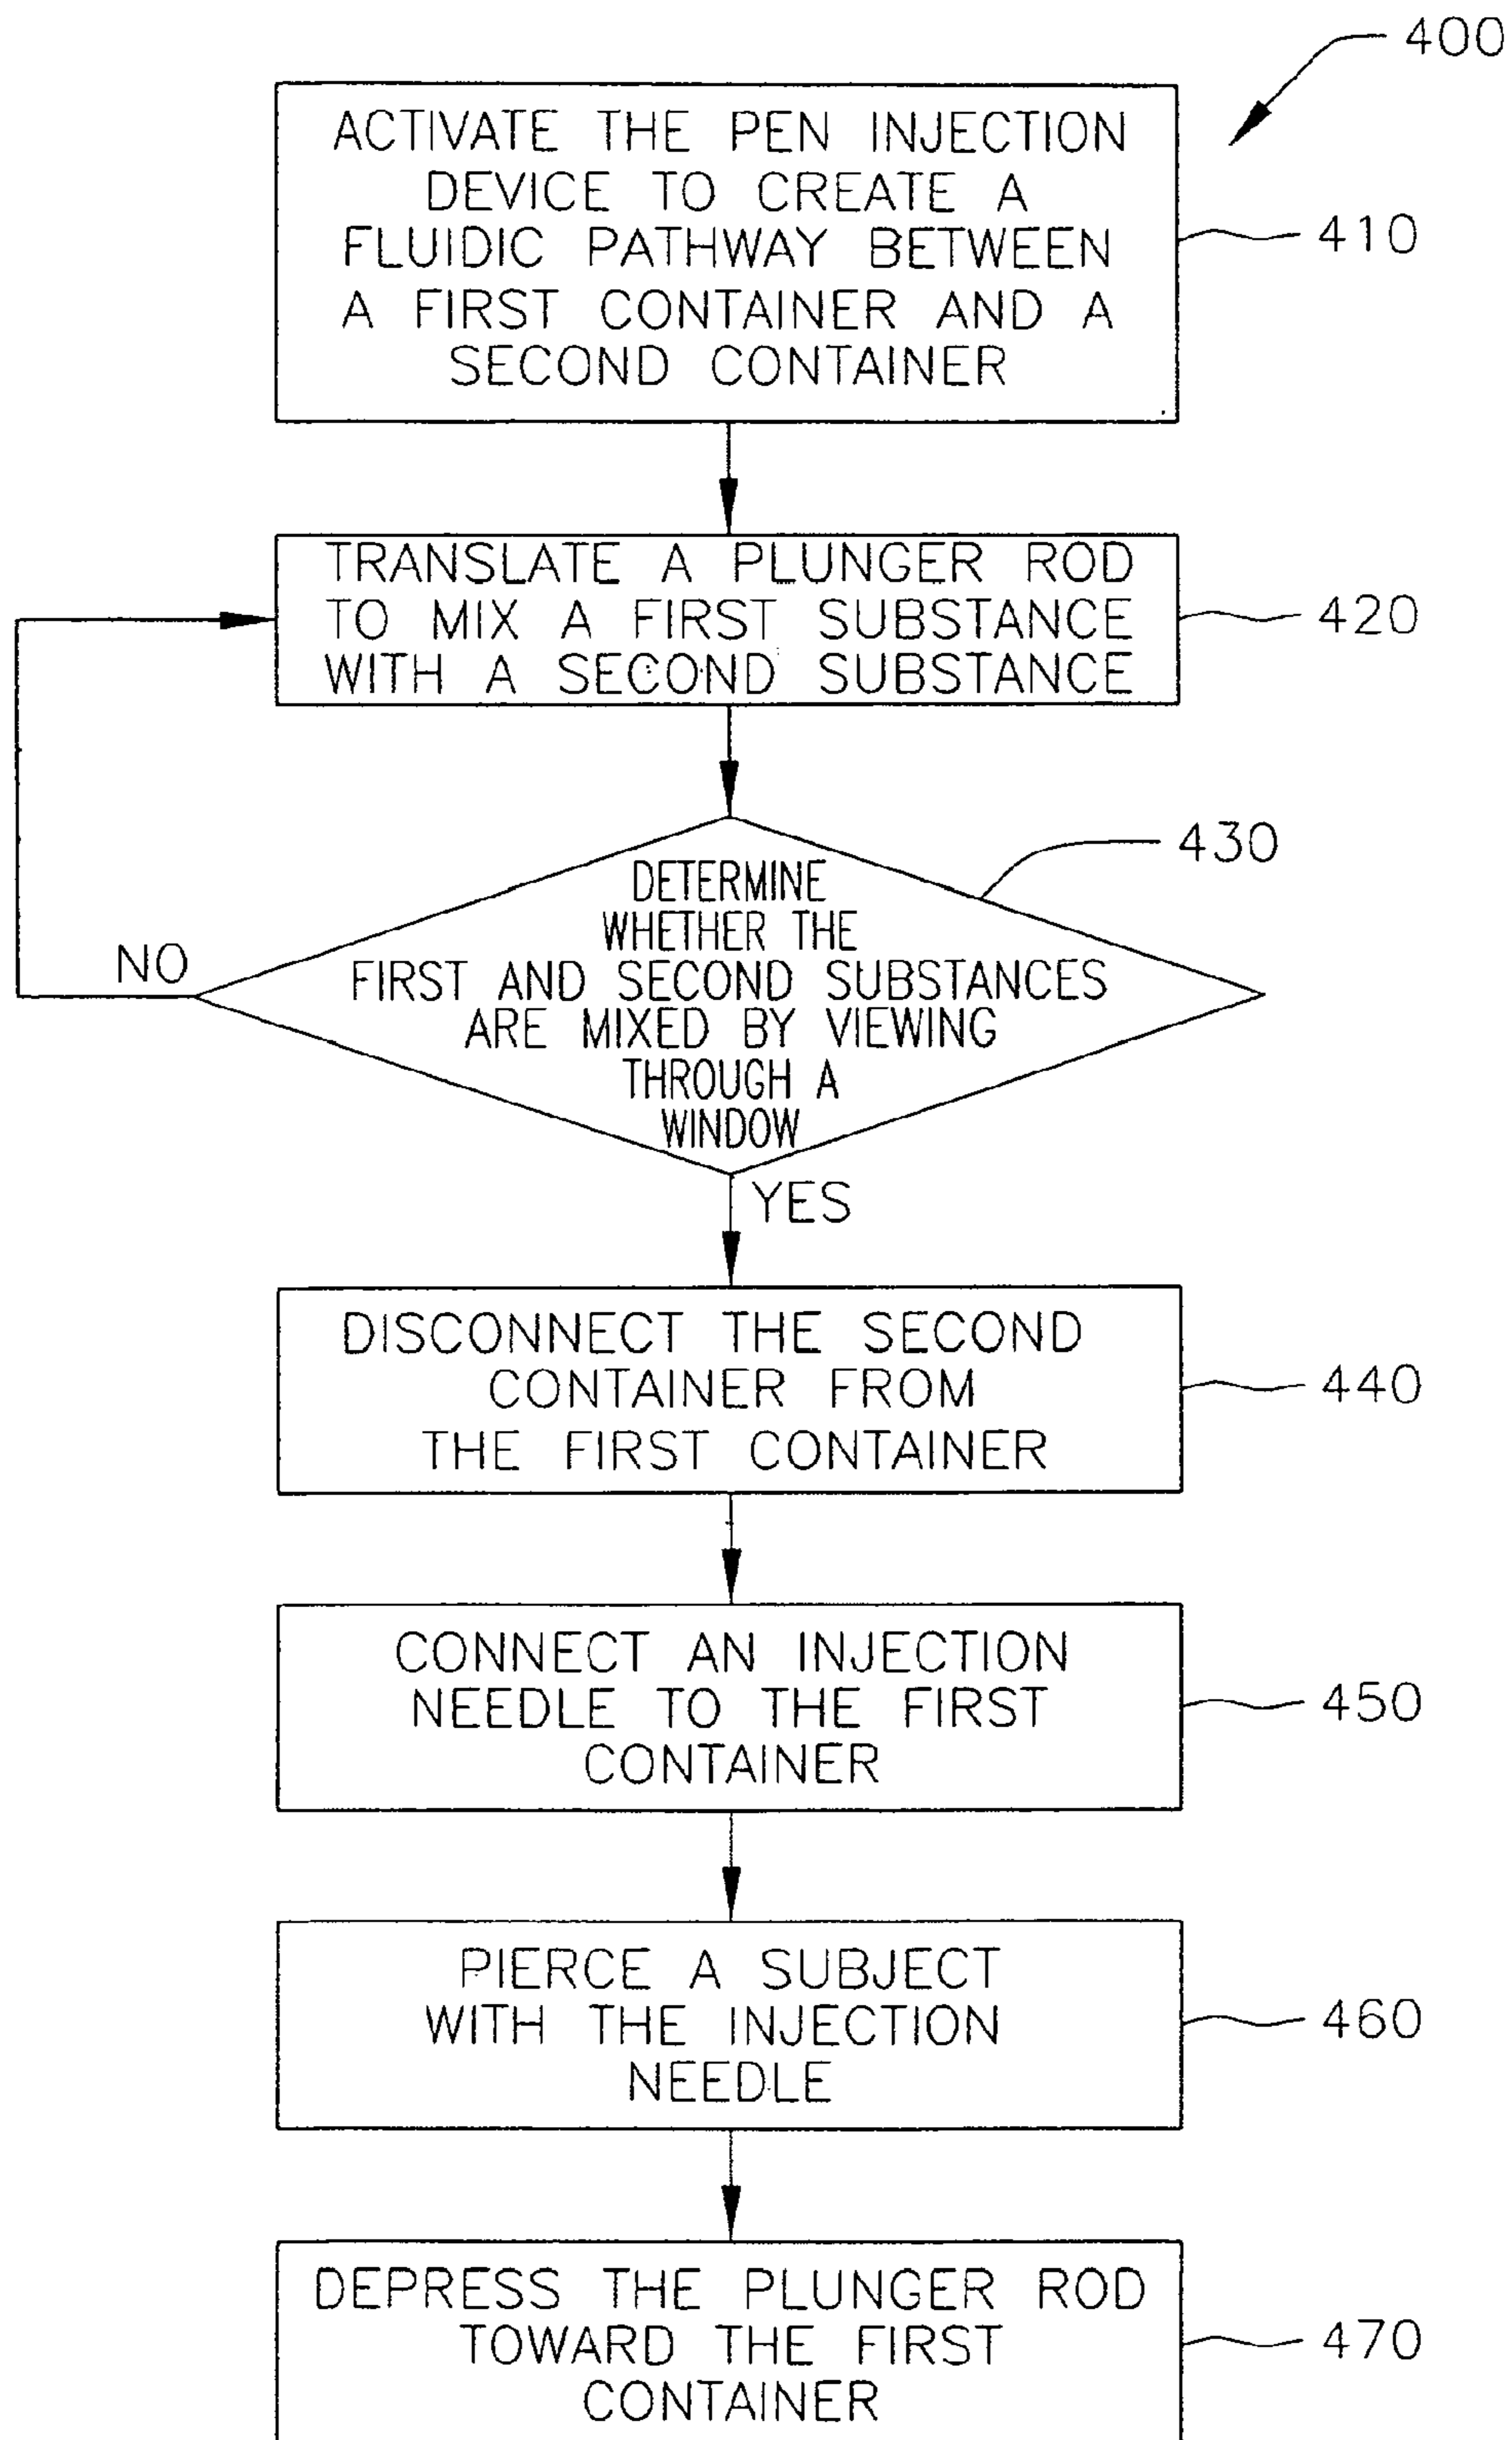 400
ACTIVATE THE PEN INJECTION
DEVICE TO CREATE A
FLUIDIC PATHWAY BETWEEN
A FIRST CONTAINER AND A
SECOND CONTAINER
410
TRANSLATE A PLUNGER ROD
TO MIX A FIRST SUBSTANCE
WITH A SECOND SUBSTANCE
420
430
DETERMINE
WHETHER THE
FIRST AND SECOND SUBSTANCES
ARE MIXED BY VIEWING
THROUGH A
WINDOW
NO
YES
DISCONNECT THE SECOND
CONTAINER FROM
THE FIRST CONTAINER
440
CONNECT AN INJECTION
NEEDLE TO THE FIRST
CONTAINER
450
PIERCE A SUBJECT
WITH THE INJECTION
NEEDLE
460
DEPRESS THE PLUNGER ROD
TOWARD THE FIRST
CONTAINER
470